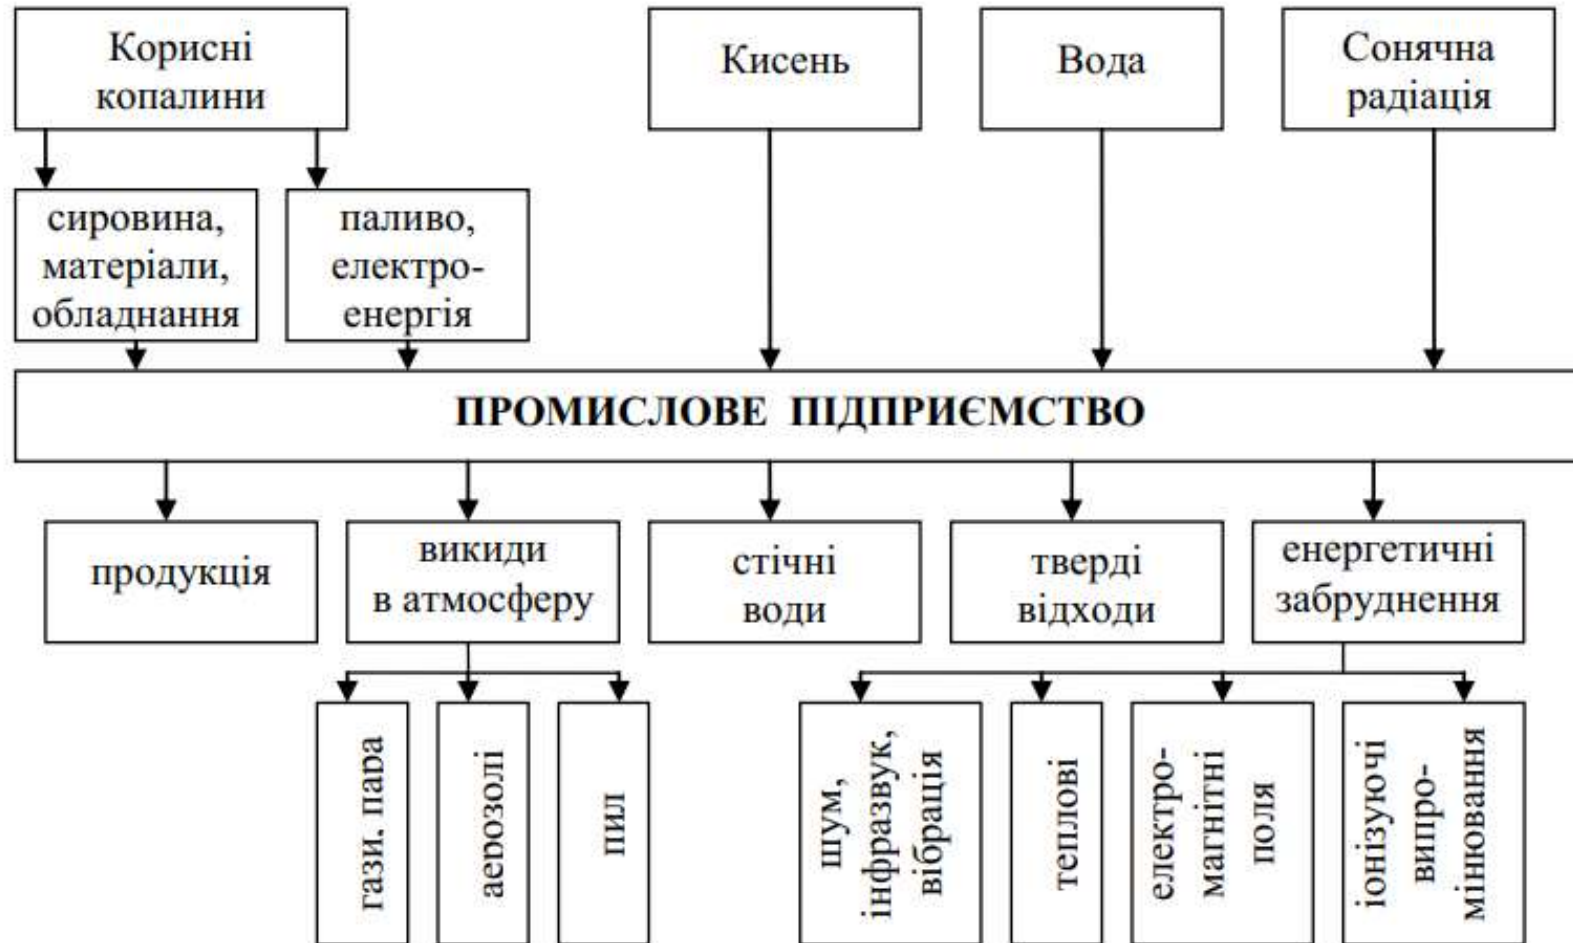 Корисні
копалини
Кисень
Вода
Сонячна
радіація
сировина,
матеріали,
обладнання
паливо,
електро-
енергія
ПРОМИСЛОВЕ ПІДПРИЄМСТВО
продукція
викиди
в атмосферу
стічні
води
тверді
відходи
енергетичні
забруднення
гази, пара
аерозолі
пил
шум,
інфразвук,
вібрація
теплові
електро-
магнітні
поля
іонізуючі
випро-
мінювання